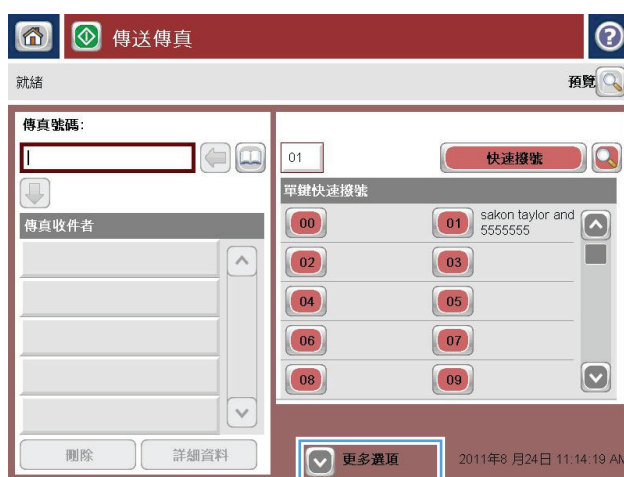 傳送傳真
就緒
預覽
傳真號碼:
01
快速撥號
單鍵快速撥號
傳真收件者
00
01 sakon taylor and
5555555
02
03
04
05
06
07
08
09
刪除
詳細資料
更多選項
2011年8 月24日 11:14:19 AM